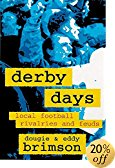 derby
days
local football
rivalries and feuds
dougie & eddy
brimson
20%
off